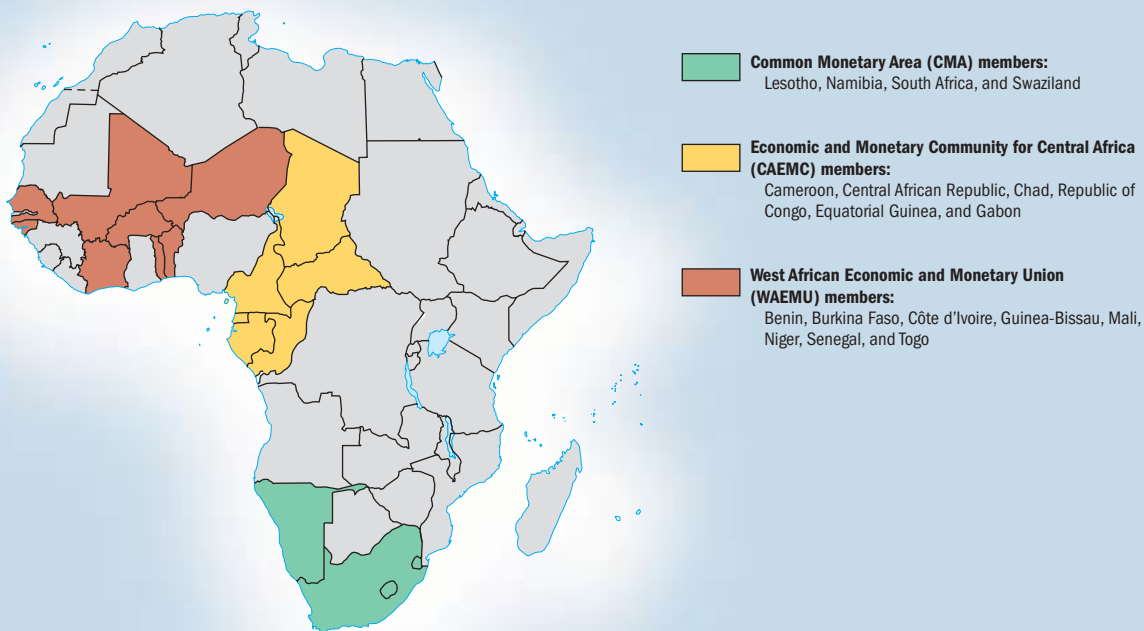 Common Monetary Area (CMA) members:
Lesotho, Namibia, South Africa, and Swaziland
Economic and Monetary Community for Central Africa
(CAEMC) members:
Cameroon, Central African Republic, Chad, Republic of
Congo, Equatorial Guinea, and Gabon
West African Economic and Monetary Union
(WAEMU) members:
Benin, Burkina Faso, Côte d'Ivoire, Guinea-Bissau, Mali,
Niger, Senegal, and Togo